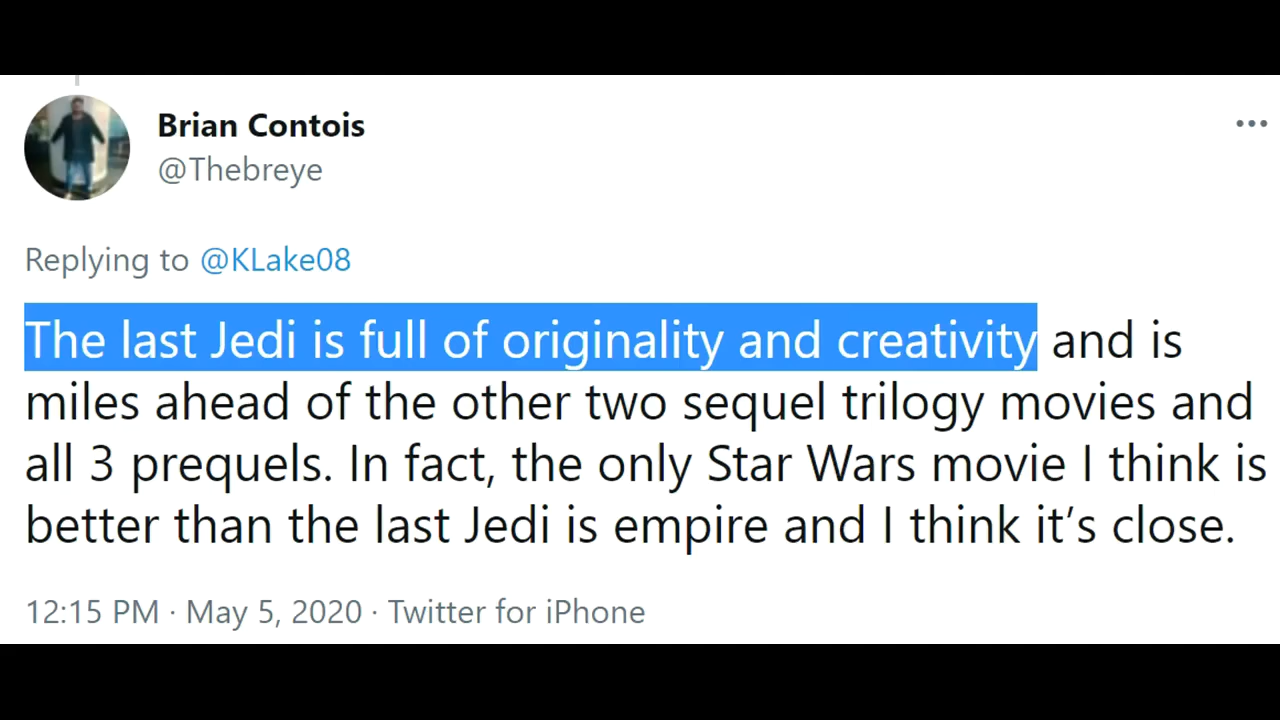 Brian Contois
@Thebreye
Replying to @KLake08
The last Jedi is full of originality and creativity and is
miles ahead of the other two sequel trilogy movies and
all 3 prequels. In fact, the only Star Wars movie I think is
better than the last Jedi is empire and I think it’s close.
12:15 PM · May 5, 2020 · Twitter for iPhone